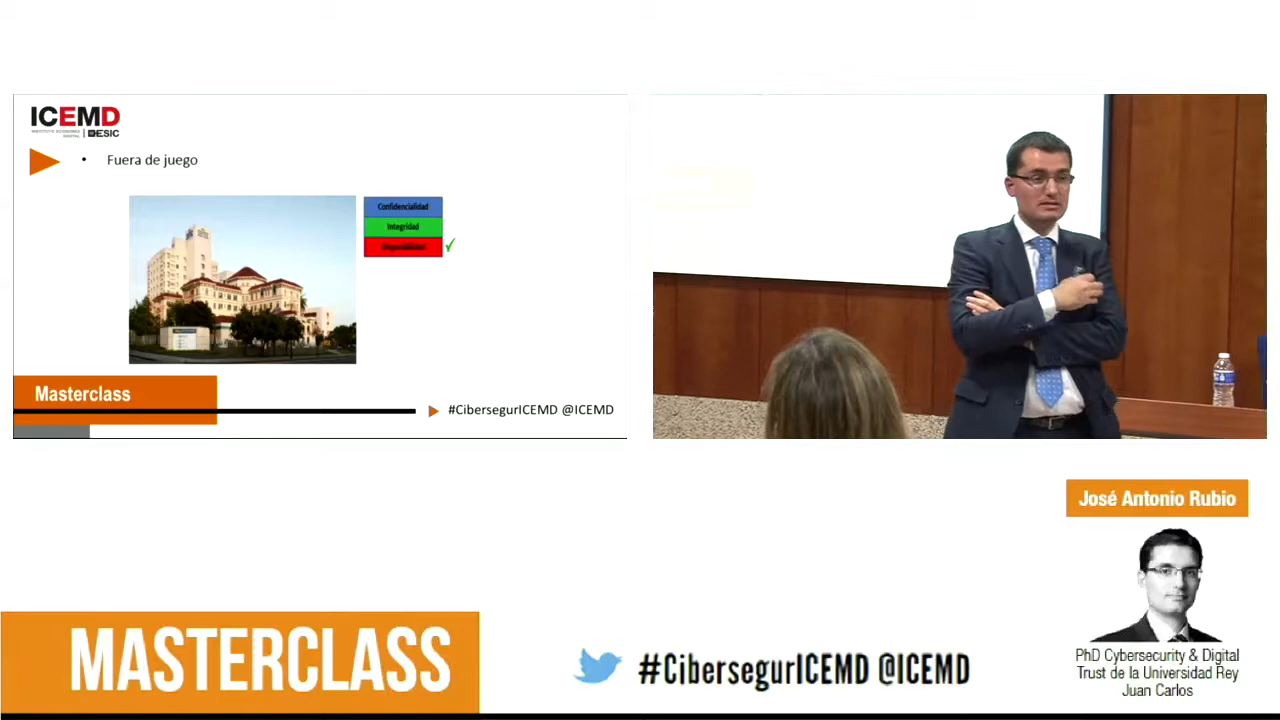 ICEMD
INSTITUTO ECONOMÍA
DIGITAL | ESIC
• Fuera de juego
Confidencialidad
Integridad
Disponibilidad
Masterclass
#CibersegurICEMD @ICEMD
José Antonio Rubio
PhD Cybersecurity & Digital
Trust de la Universidad Rey
Juan Carlos
MASTERCLASS
#CibersegurICEMD @ICEMD